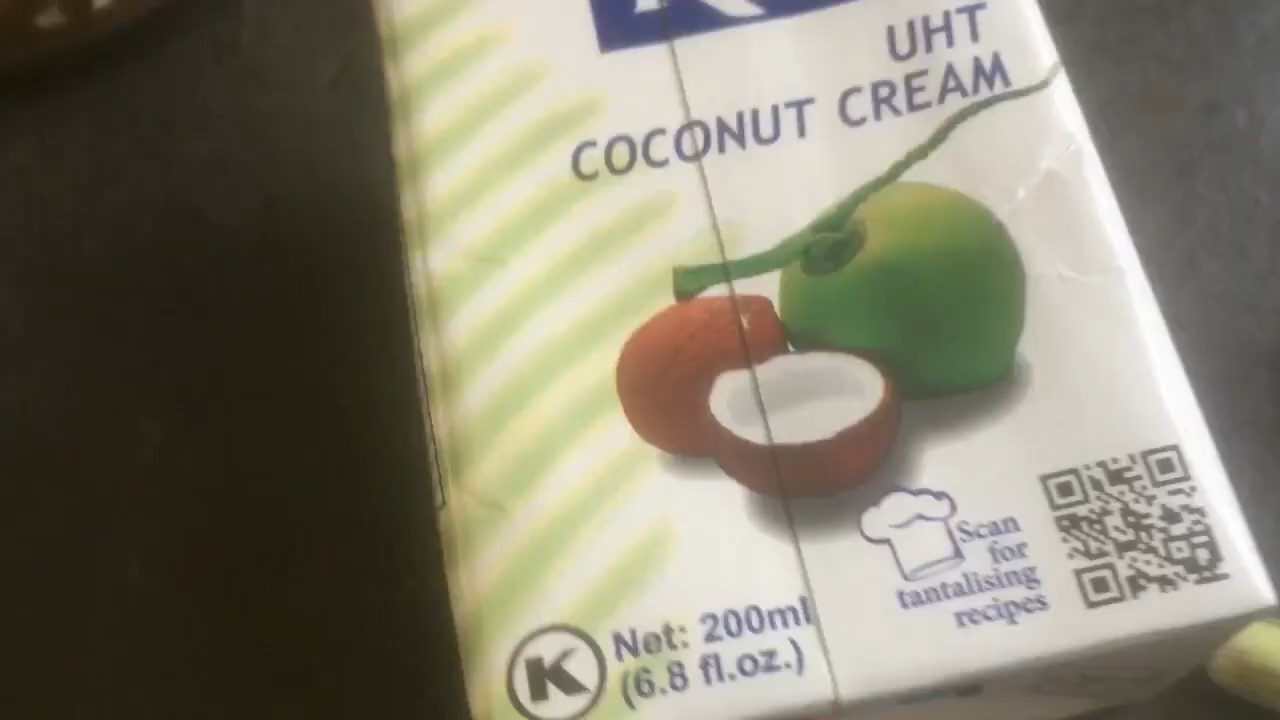 UHT
COCONUT CREAM
Scan
for
tantalising
recipes
K
Net: 200ml
(6.8 fl.oz.)